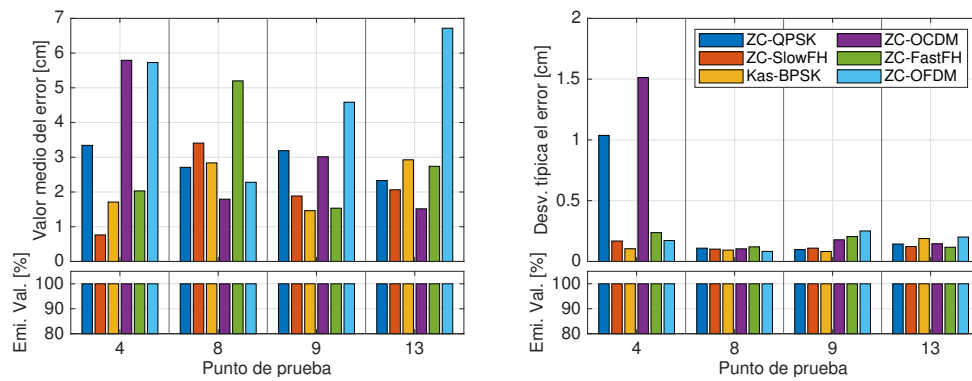 7
6
5
4
3
2
1
0
Valor medio del error [cm]
100
90
80
Emi. Val. [%]
4 8 9 13
Punto de prueba
2
1.5
1
0.5
0
Desv. típica el error [cm]
ZC-QPSK ZC-OCDM
ZC-SlowFH ZC-FastFH
Kas-BPSK ZC-OFDM
100
90
80
Emi. Val. [%]
4 8 9 13
Punto de prueba